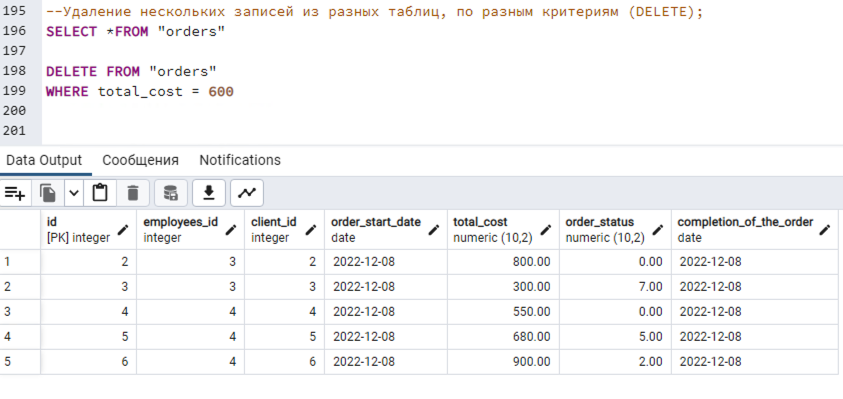 195 --Удаление нескольких записей из разных таблиц, по разным критериям (DELETE);
196 SELECT *FROM "orders"
197
198 DELETE FROM "orders"
199 WHERE total_cost = 600
200
201
Data Output Сообщения Notifications
id employees_id client_id order_start_date total_cost order_status completion_of_the_order
[PK] integer integer integer date numeric (10,2) numeric (10,2) date
1 2 3 2 2022-12-08 800.00 0.00 2022-12-08
2 3 3 3 2022-12-08 300.00 7.00 2022-12-08
3 4 4 4 2022-12-08 550.00 0.00 2022-12-08
4 5 4 5 2022-12-08 680.00 5.00 2022-12-08
5 6 4 6 2022-12-08 900.00 2.00 2022-12-08